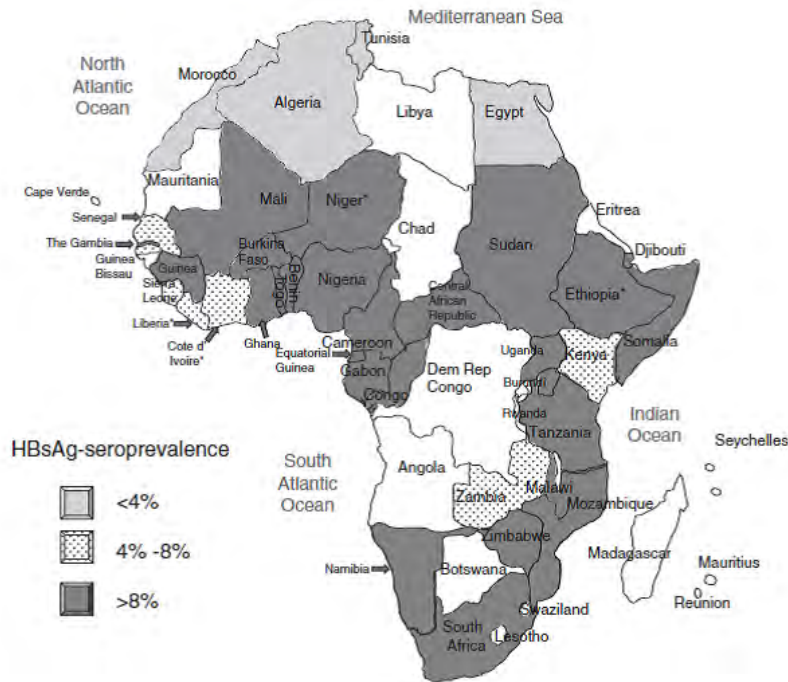 Mediterranean Sea
Tunisia
North
Atlantic
Ocean
Morocco
Algeria
Libya
Egypt
Mauritania
Cape Verde
Mali
Niger*
Senegal
Chad
Sudan
Eritrea
The Gambia
Djibouti
Guinea
Bissau
Guinea
Burkina
Faso
Benin
Togo
Nigeria
Sierra
Leone
Central
African
Republic
Ethiopia*
Liberia*
Cote d'
Ivoire*
Ghana
Cameroon
Equatorial
Guinea
Somalia
Uganda
Kenya
Gabon
Congo
Dem Rep
Congo
Burundi
Rwanda
Indian
Ocean
Tanzania
HBsAg-seroprevalence
Seychelles
South
Atlantic
Ocean
Angola
<4%
Zambia
Malawi
Mozambique
4% -8%
Zimbabwe
Madagascar
Namibia
Botswana
Mauritius
>8%
Reunion
Swaziland
South
Africa
Lesotho